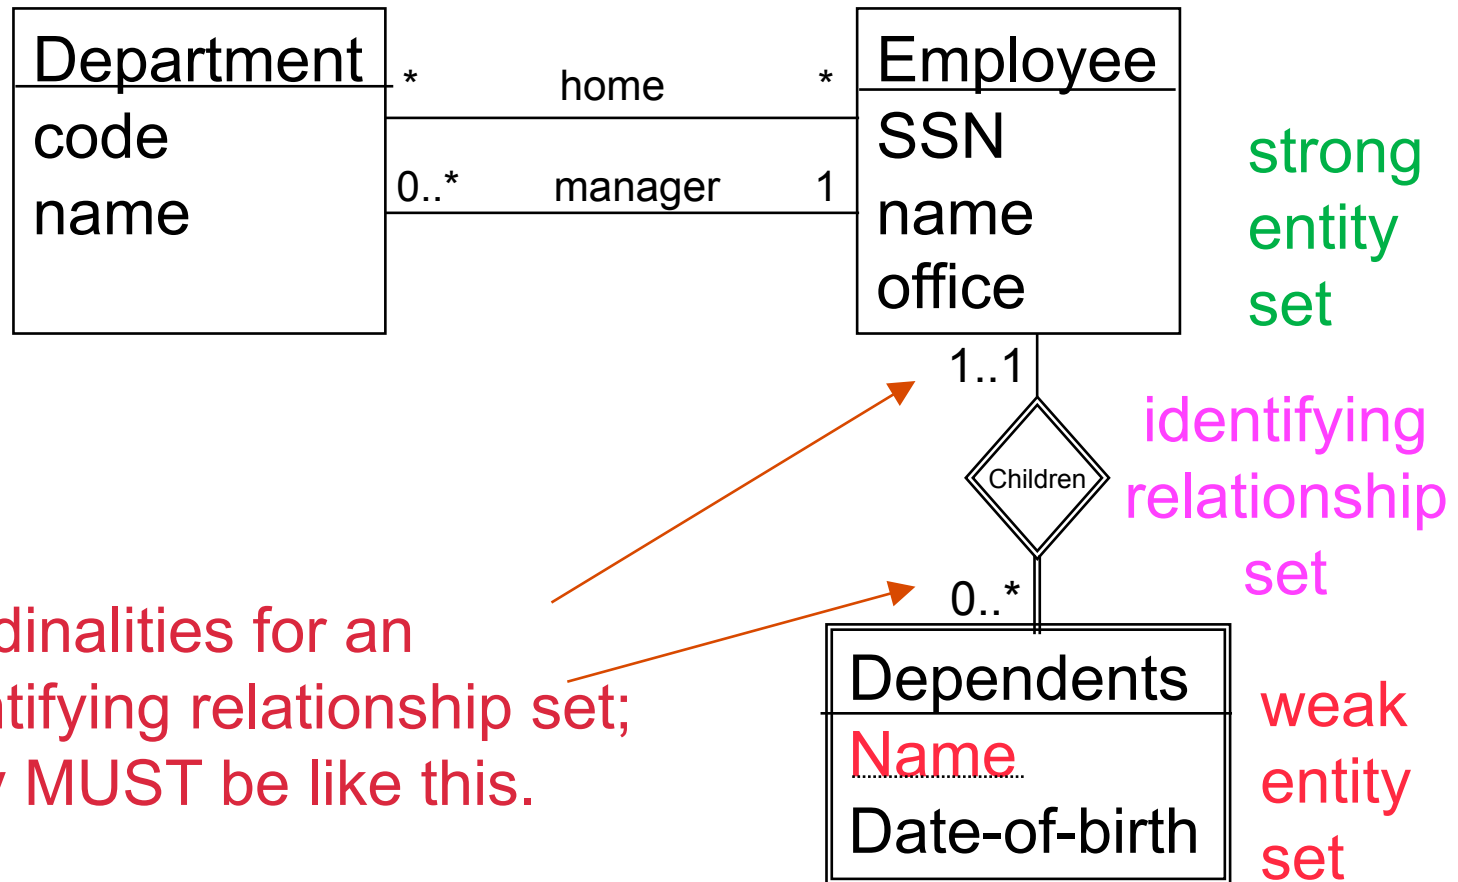 Department
code
name
* home *
0..* manager 1
Employee
SSN
name
office
strong
entity
set
1..1
Children
identifying
relationship
set
0..*
dinalities for an
ntifying relationship set;
MUST be like this.
Dependents
Name
Date-of-birth
weak
entity
set